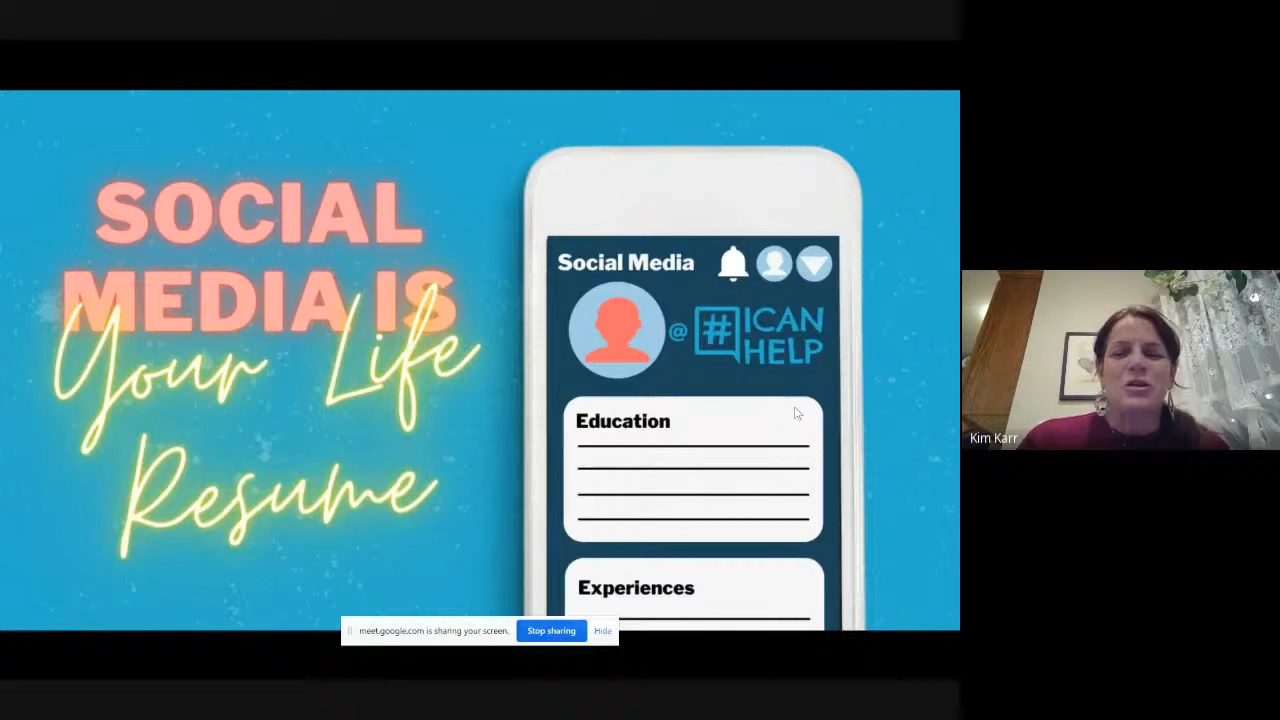 SOCIAL
MEDIA IS
Your Life
Resume
Social Media
@ # ICAN
HELP
Education
Experiences
Kim Karr
meet.google.com is sharing your screen.
Stop sharing
Hide